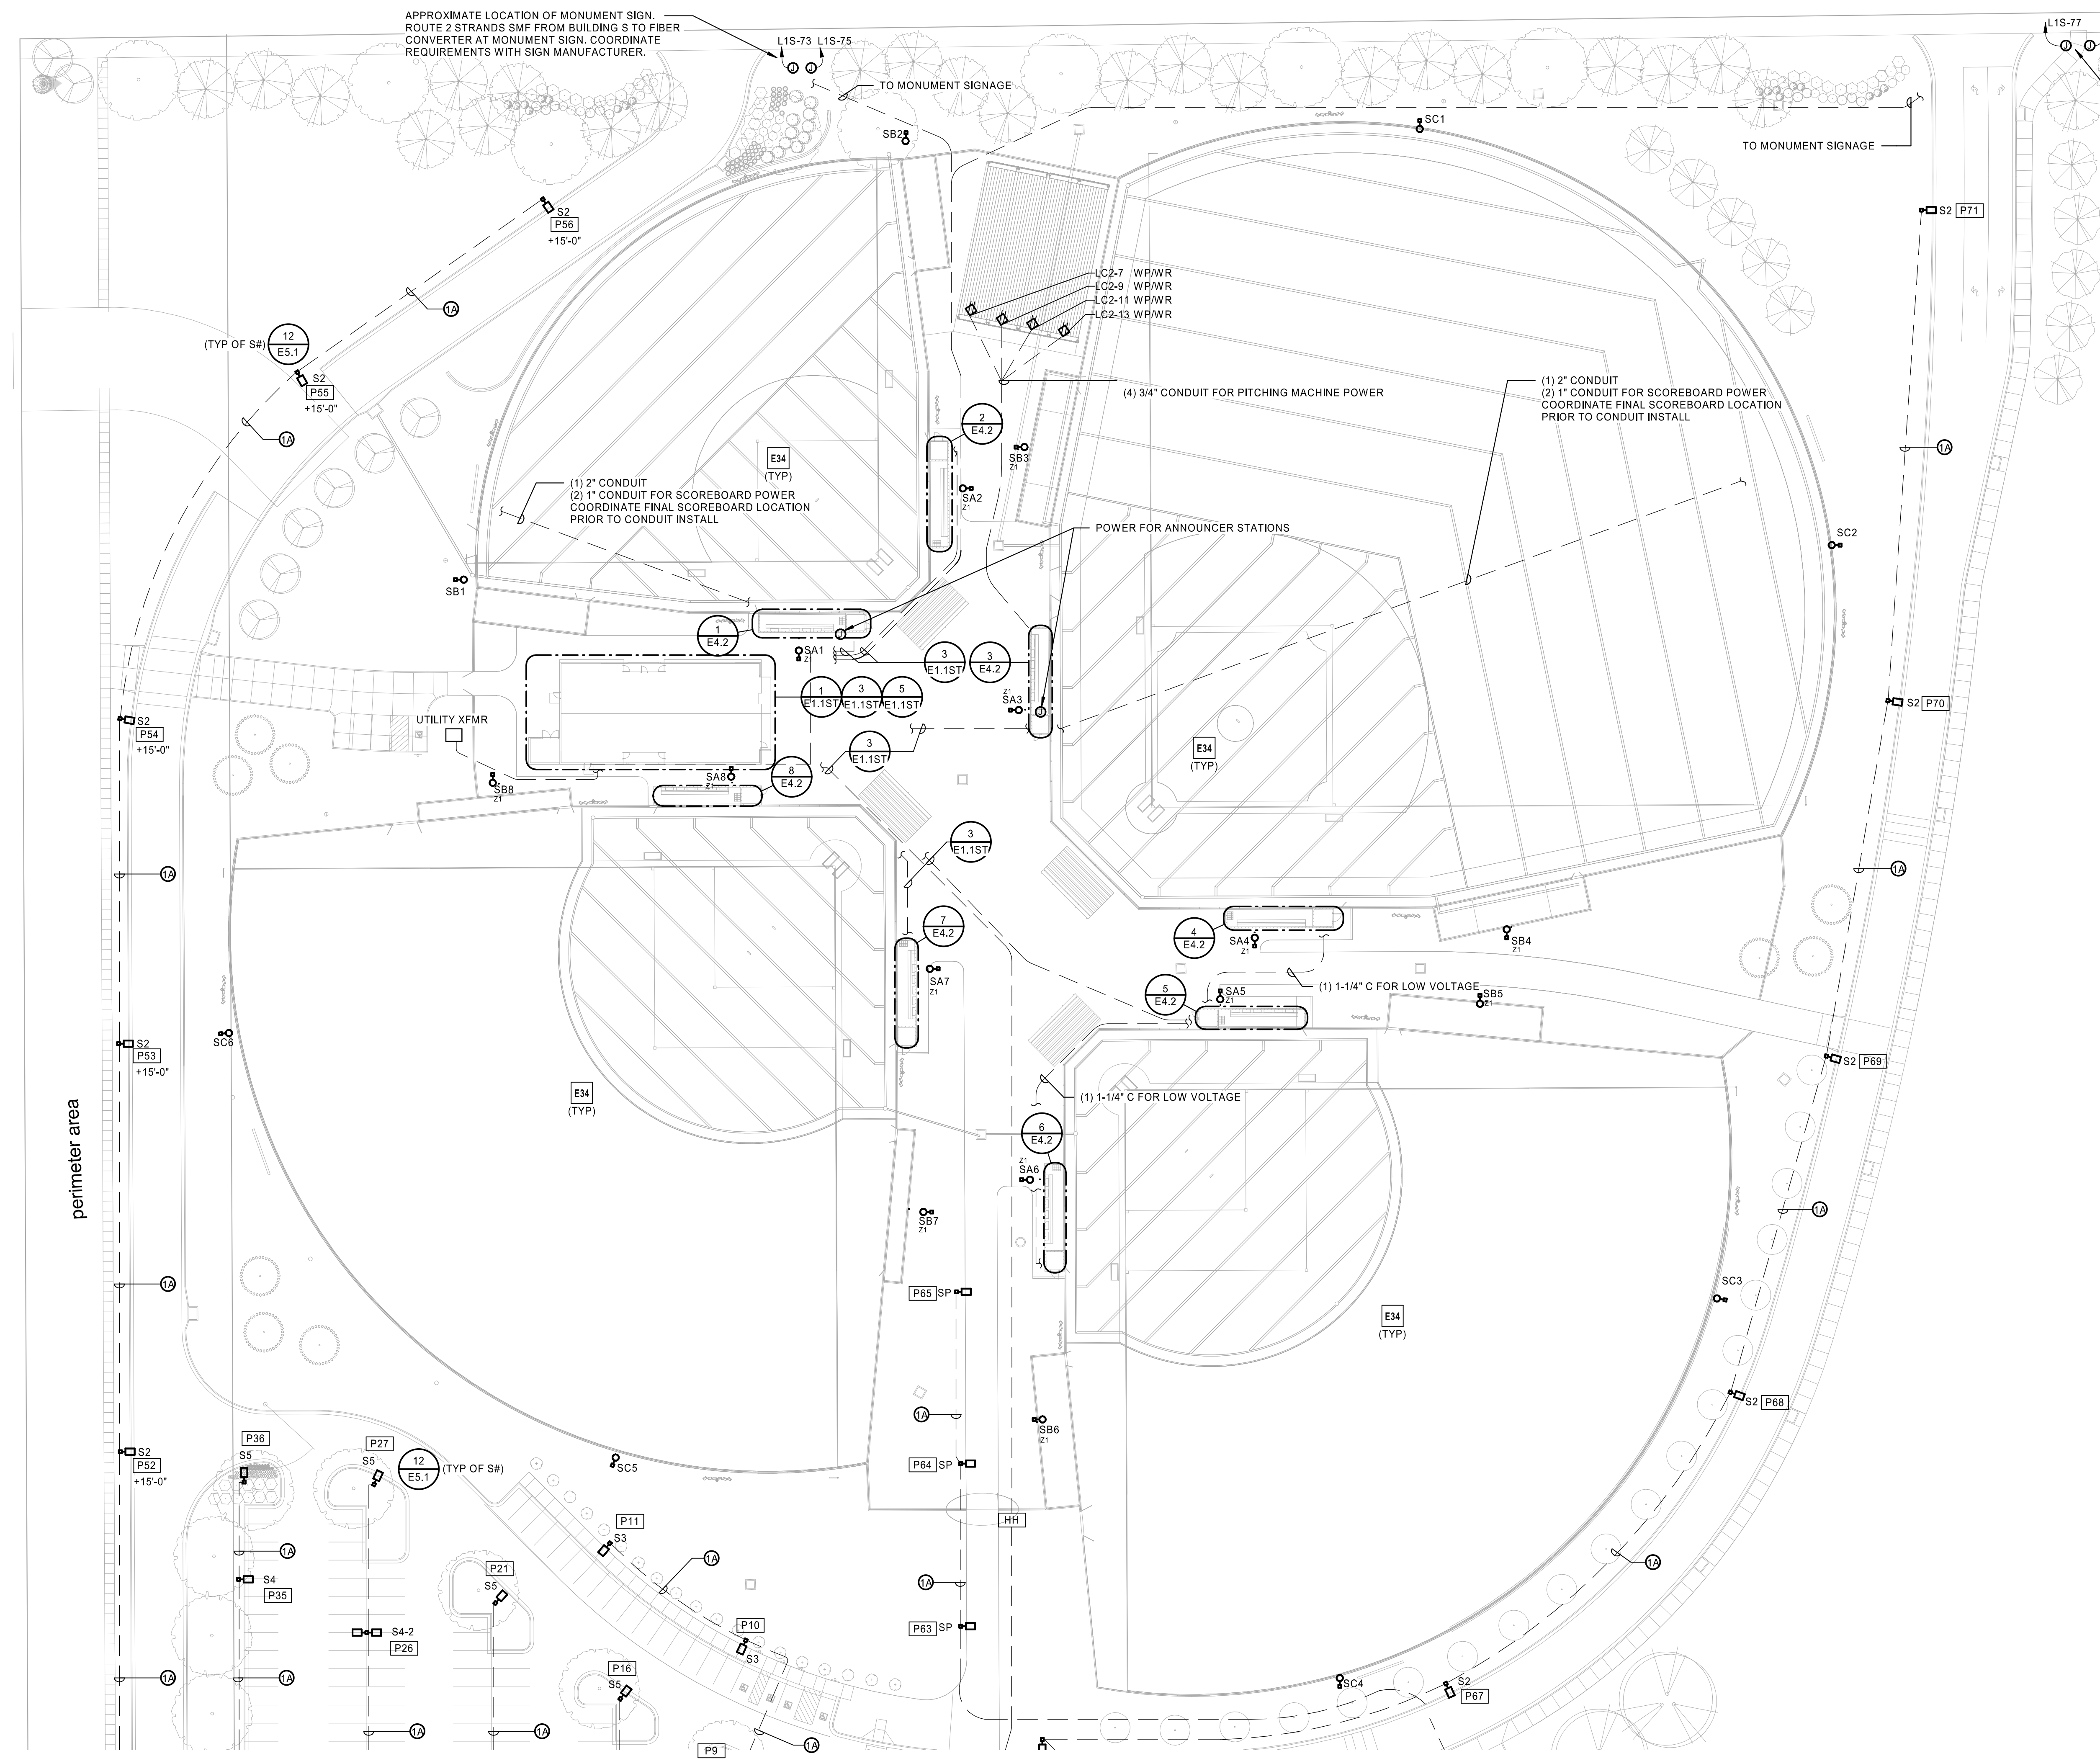 APPROXIMATE LOCATION OF MONUMENT SIGN.
ROUTE 2 STRANDS SMF FROM BUILDING S TO FIBER
CONVERTER AT MONUMENT SIGN. COORDINATE
REQUIREMENTS WITH SIGN MANUFACTURER.
L1S-73 L1S-75
J J
TO MONUMENT SIGNAGE
L1S-77
J J
SB2
SC1
TO MONUMENT SIGNAGE
S2
P56
+15'-0"
S2 P71
LC2-7 WP/WR
LC2-9 WP/WR
LC2-11 WP/WR
LC2-13 WP/WR
1A
12
E5.1
(TYP OF S#)
S2
P55
+15'-0"
1A
(4) 3/4" CONDUIT FOR PITCHING MACHINE POWER
(1) 2" CONDUIT
(2) 1" CONDUIT FOR SCOREBOARD POWER
COORDINATE FINAL SCOREBOARD LOCATION
PRIOR TO CONDUIT INSTALL
2
E4.2
1A
E34
(TYP)
SB3
Z1
(1) 2" CONDUIT
(2) 1" CONDUIT FOR SCOREBOARD POWER
COORDINATE FINAL SCOREBOARD LOCATION
PRIOR TO CONDUIT INSTALL
SA2
Z1
POWER FOR ANNOUNCER STATIONS
SC2
SB1
1
E4.2
J
SA1
Z1
3
E1.1ST
3
E4.2
1
E1.1ST
3
E1.1ST
5
E1.1ST
Z1
SA3
J
S2 P70
S2
P54
+15'-0"
UTILITY XFMR
3
E1.1ST
E34
(TYP)
SB8
Z1
SA8
Z1
8
E4.2
3
E1.1ST
1A
1A
7
E4.2
4
E4.2
SA4
Z1
SB4
Z1
SA7
Z1
(1) 1-1/4" C FOR LOW VOLTAGE
5
E4.2
SA5
Z1
SB5
Z1
SC6
S2
P53
+15'-0"
S2 P69
E34
(TYP)
(1) 1-1/4" C FOR LOW VOLTAGE
perimeter area
6
E4.2
Z1
SA6
SB7
Z1
1A
1A
SC3
P65 SP
E34
(TYP)
S2 P68
1A
SB6
Z1
P36
S5
P27
S5
12
E5.1
(TYP OF S#)
S2
P52
+15'-0"
SC5
P64 SP
HH
P11
S3
1A
1A
1A
P21
S5
S4
P35
1A
P10
S3
P63 SP
S4-2
P26
P16
S5
1A
1A
SC4
S2
P67
1A
1A
1A
P9